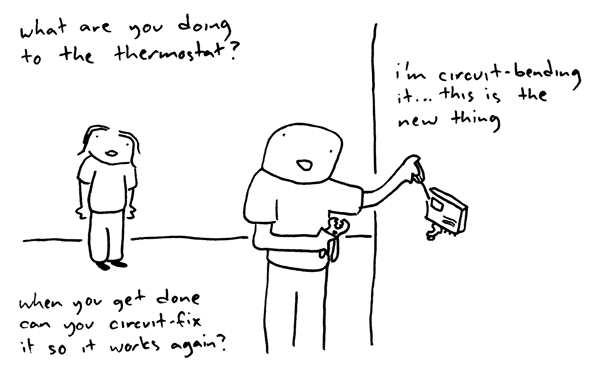 what are you doing
to the thermostat?
i'm circuit-bending
it... this is the
new thing
when you get done
can you circuit-fix
it so it works again?